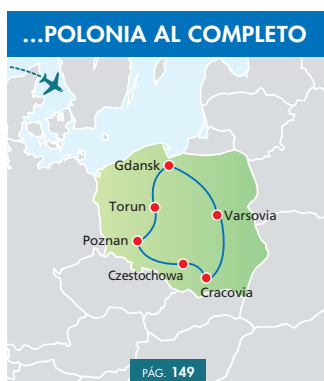 ...POLONIA AL COMPLETO
Gdansk
Torun
Varsovia
Poznan
Czestochowa
Cracovia
PÁG. 149